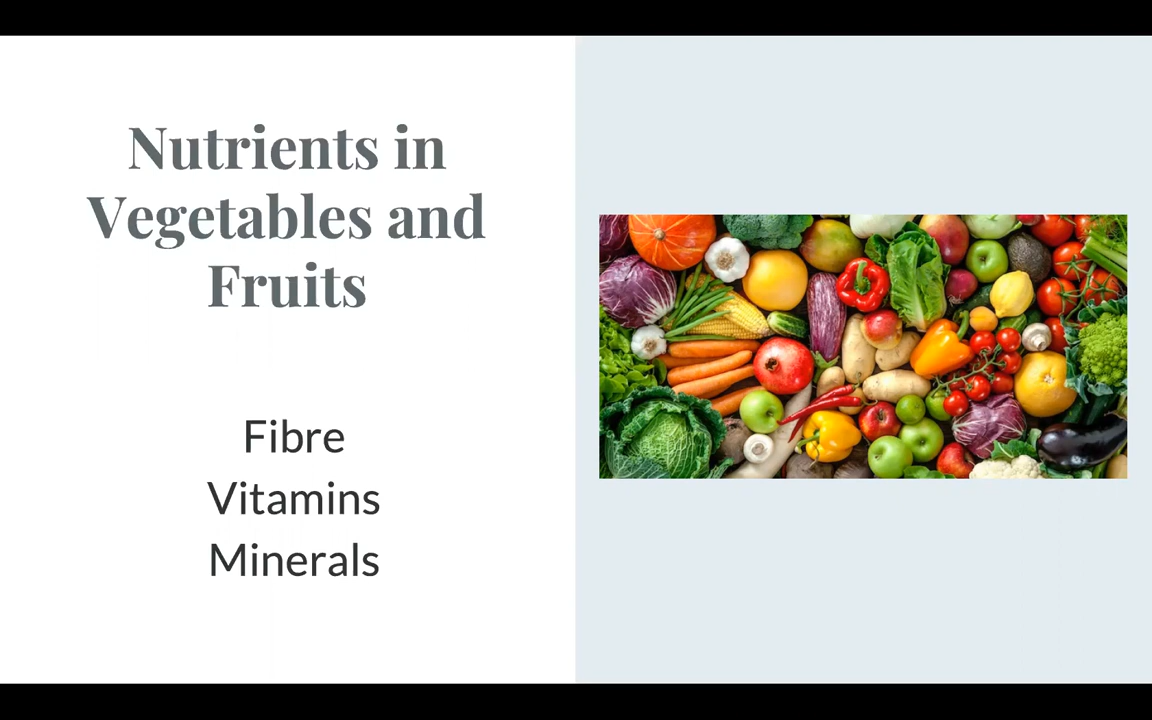 Nutrients in
Vegetables and
Fruits
Fibre
Vitamins
Minerals